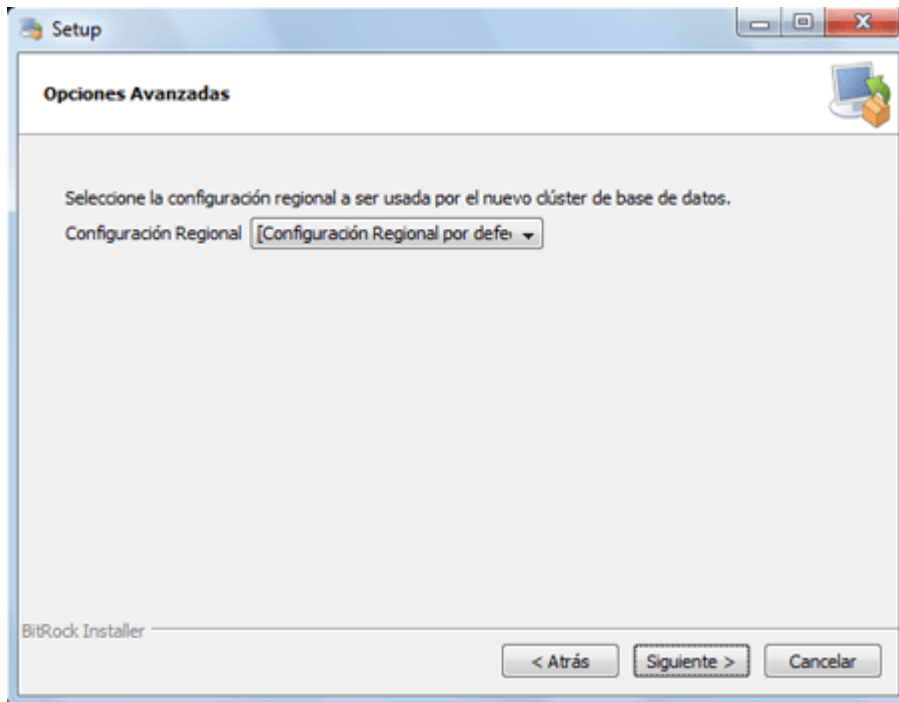 Setup
Opciones Avanzadas
Seleccione la configuración regional a ser usada por el nuevo clúster de base de datos.
Configuración Regional [Configuración Regional por defe
BitRock Installer
< Atrás Siguiente > Cancelar